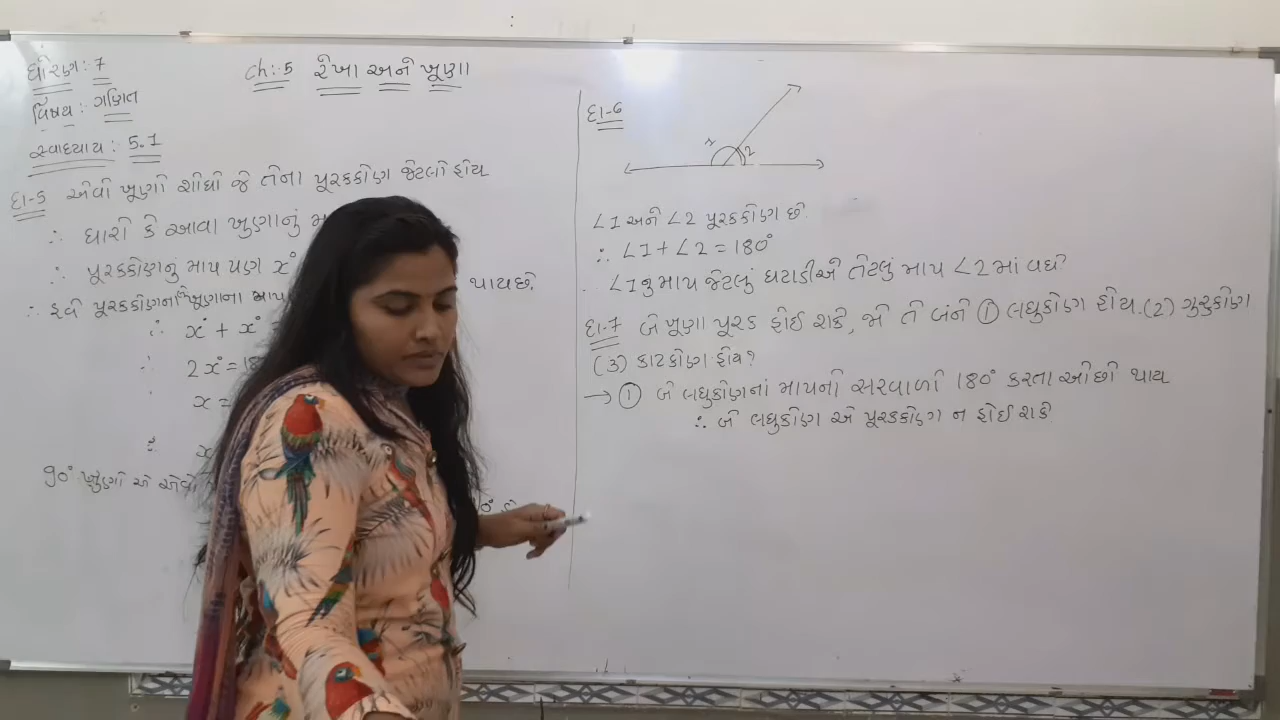 ધોરણ : 7
Ch : 5 રેખા અને ખૂણા
વિષય : ગણિત
સ્વાધ્યાય : 5.1
દા-5 એવો ખૂણો શોધો જે તેના પૂરકકોણ જેટલો હોય
∴ ધારો કે આવા ખુણાનું
∴ પૂરકકોણનું માપ પણ x°
∴ હવે પૂરકકોણના ખૂણાના માપ થાય છે.
∴ x° + x° =
∴ 2x° = 18
x =
∴ x
90° ખુણો એ એવો
દા-6
1 2
∠1 અને ∠2 પૂરકકોણ છે.
∴ ∠1 + ∠2 = 180°
∴ ∠1નુ માપ જેટલું ઘટાડીએ તેટલું માપ ∠2 માં વધે
દા-7 બે ખૂણા પૂરક હોઈ શકે, જો તે બંને ① લઘુકોણ હોય. (2) ગુરુકોણ
(3) કાટકોણ હોય?
→ ① બે લઘુકોણનાં માપનો સરવાળો 180° કરતા ઓછો થાય
∴ બે લઘુકોણ એ પૂરકકોણ ન હોઈ શકે.